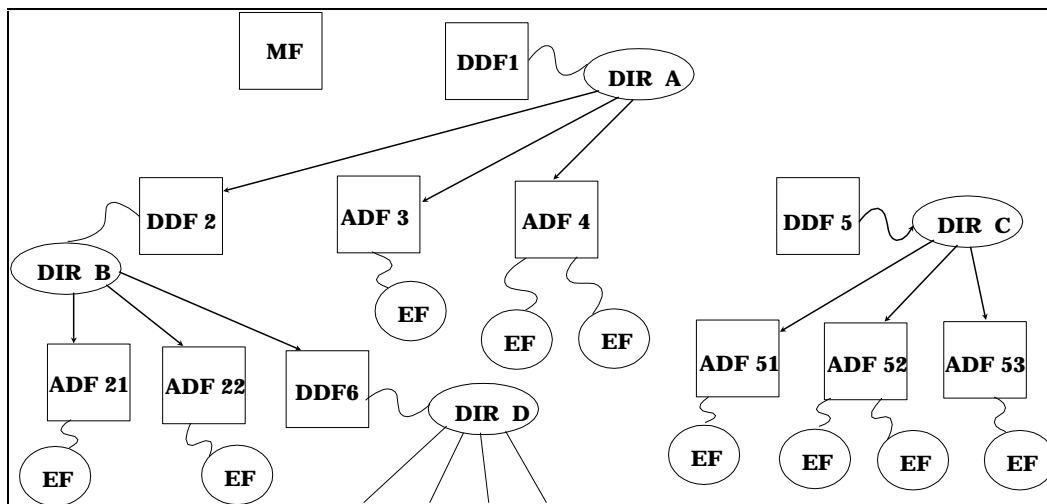 MF
DDF1
DIR A
DDF 2
ADF 3
ADF 4
DDF 5
DIR C
DIR B
EF
EF
EF
ADF 21
ADF 22
DDF6
DIR D
ADF 51
ADF 52
ADF 53
EF
EF
EF
EF
EF
EF